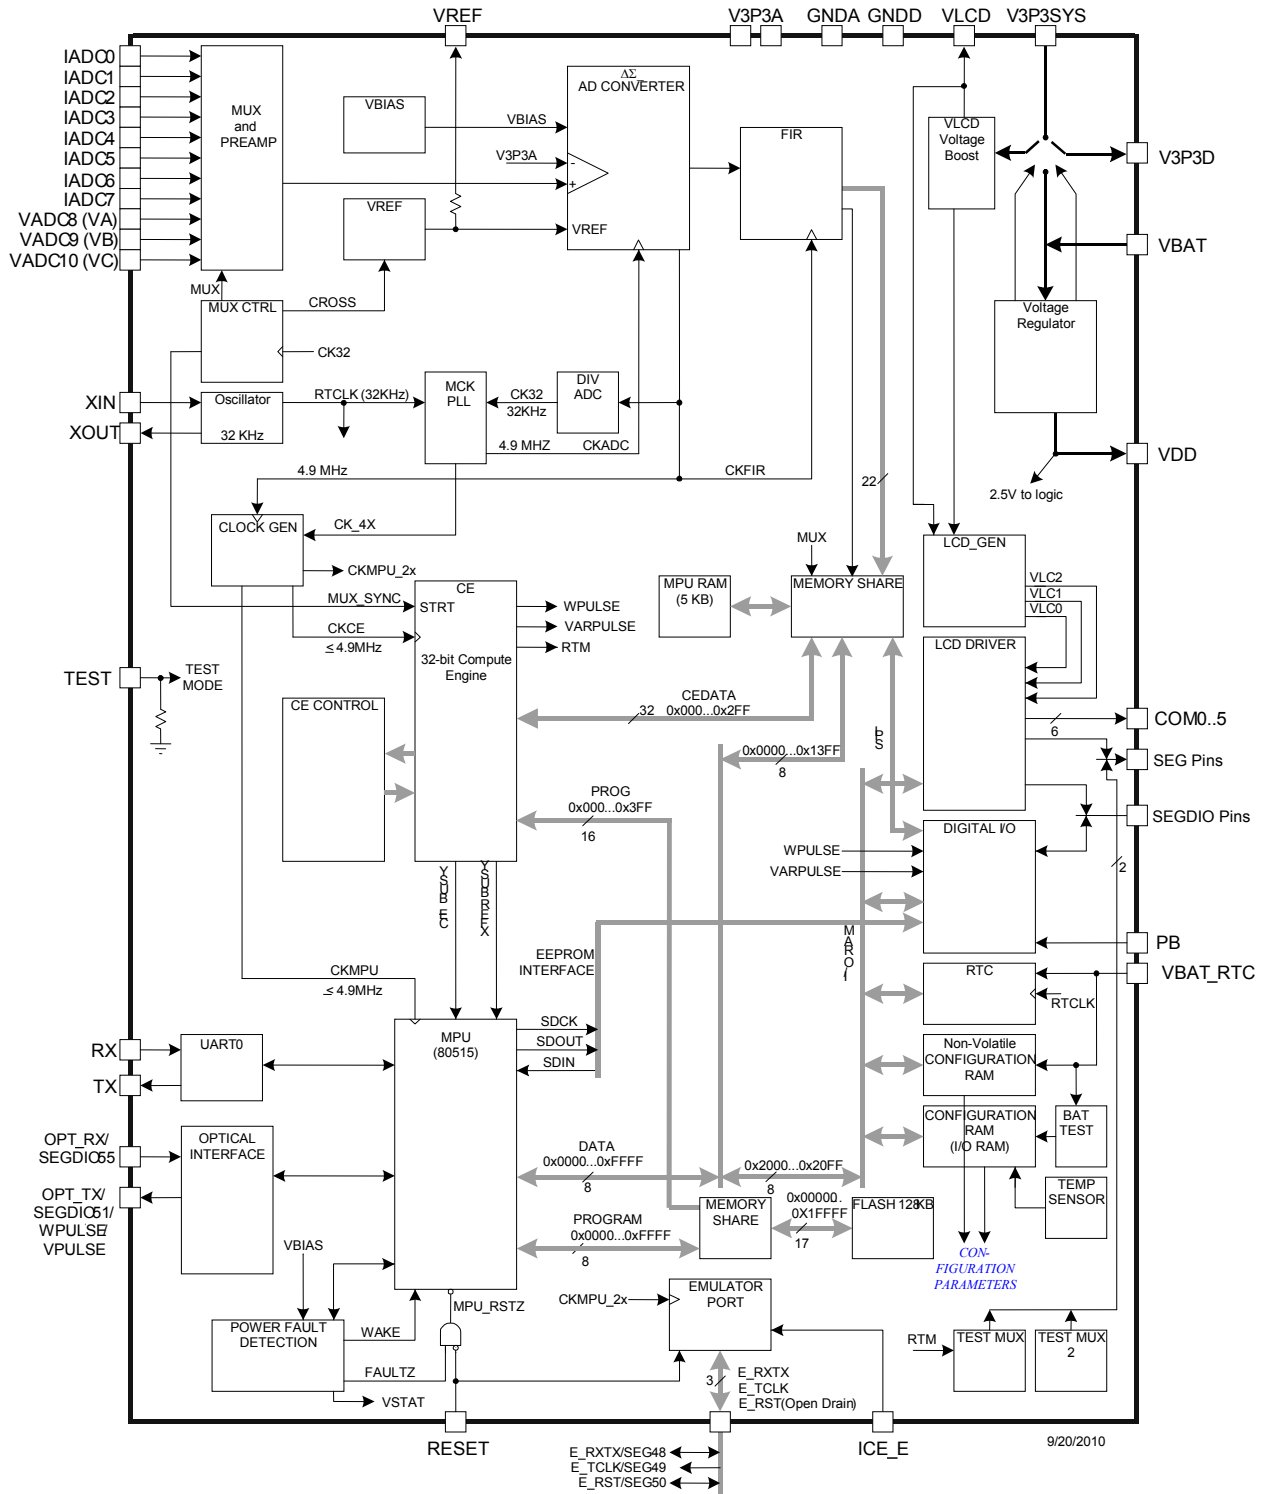 VREF
V3P3A
GNDA
GNDD
VLCD
V3P3SYS
IADC0
IADC1
IADC2
IADC3
IADC4
IADC5
IADC6
IADC7
VADC8 (VA)
VADC9 (VB)
VADC10 (VC)
MUX
and
PREAMP
VBIAS
VBIAS
V3P3A
-
+
VREF
VREF
ΔΣ
AD CONVERTER
FIR
VLCD
Voltage
Boost
V3P3D
VBAT
Voltage
Regulator
MUX
MUX CTRL
CROSS
CK32
XIN
XOUT
Oscillator
32 KHz
RTCLK (32KHz)
MCK
PLL
CK32
32KHz
DIV
ADC
4.9 MHZ
CKADC
4.9 MHz
CKFIR
22
VDD
2.5V to logic
CLOCK GEN
CK_4X
CKMPU_2x
MUX_SYNC
CKCE
≤ 4.9MHz
CE
STRT
32-bit Compute
Engine
WPULSE
VARPULSE
RTM
MUX
MPU RAM
(5 KB)
MEMORY SHARE
LCD_GEN
VLC2
VLC1
VLC0
LCD DRIVER
TEST
TEST
MODE
CE CONTROL
CEDATA
32
0x000...0x2FF
0x0000...0x13FF
8
COM0..5
6
SEG Pins
SEGDIO Pins
PROG
0x000...0x3FF
16
DIGITAL I/O
WPULSE
VARPULSE
2
PB
VBAT_RTC
EEPROM
INTERFACE
CKMPU
≤ 4.9MHz
RTC
RTCLK
MPU
(80515)
SDCK
SDOUT
SDIN
RX
TX
UART0
Non-Volatile
CONFIGURATION
RAM
CONFIGURATION
RAM
(I/O RAM)
BAT
TEST
TEMP
SENSOR
OPT_RX/
SEGDIO55
OPT_TX/
SEGDIO51/
WPULSE/
VPULSE
OPTICAL
INTERFACE
DATA
0x0000...0xFFFF
8
0x2000...0x20FF
8
MEMORY
SHARE
0x00000..
0X1FFFF
17
FLASH 128KB
PROGRAM
0x0000...0xFFFF
8
CON-
FIGURATION
PARAMETERS
VBIAS
POWER FAULT
DETECTION
WAKE
FAULTZ
VSTAT
MPU_RSTZ
CKMPU_2x
EMULATOR
PORT
3
E_RXTX
E_TCLK
E_RST(Open Drain)
RTM
TEST MUX
TEST MUX
2
RESET
ICE_E
9/20/2010
E_RXTX/SEG48
E_TCLK/SEG49
E_RST/SEG50